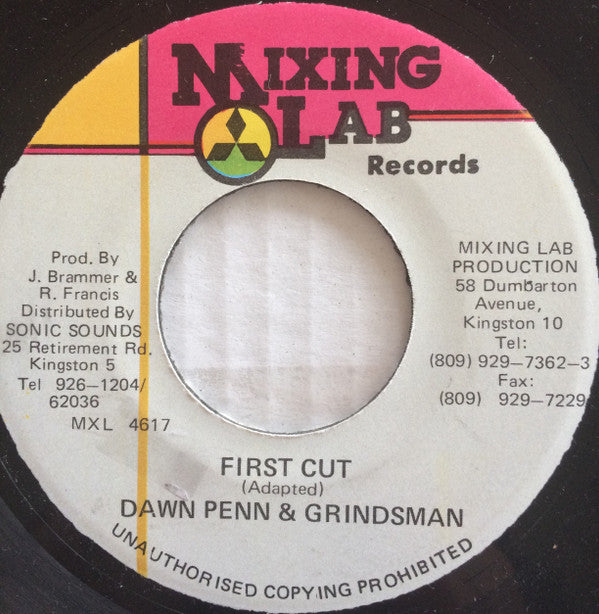 MIXING
LAB
Records
Prod. By
J. Brammer &
R. Francis
Distributed By
SONIC SOUNDS
25 Retirement Rd.
Kingston 5
Tel 926–1204/
62036
MXL 4617
MIXING LAB
PRODUCTION
58 Dumbarton
Avenue,
Kingston 10
Tel:
(809) 929–7362–3
Fax:
(809) 929–7229
FIRST CUT
(Adapted)
DAWN PENN & GRINDSMAN
UNAUTHORISED COPYING PROHIBITED